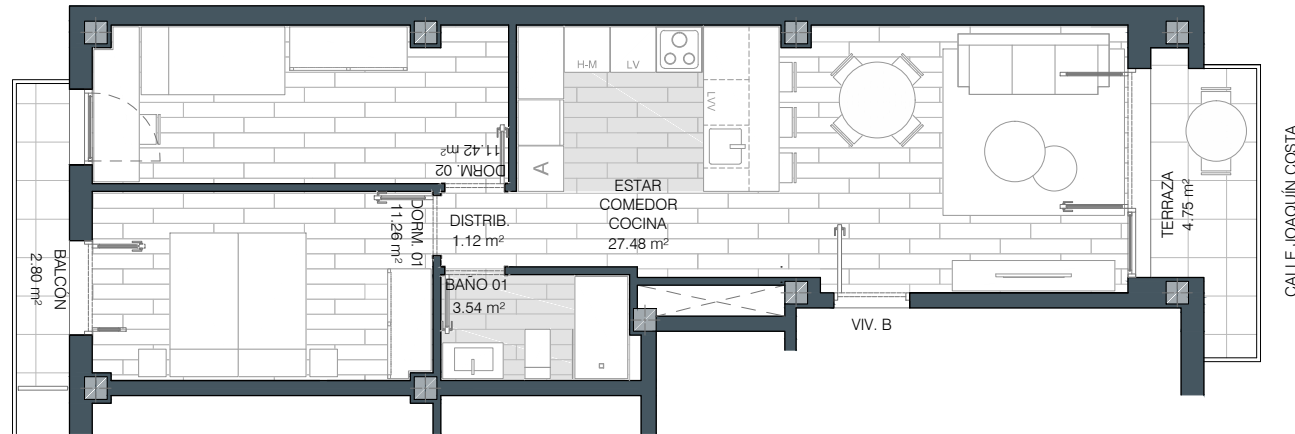 H-M
LV
LVV
A
DORM. 02
11.42 m²
ESTAR
COMEDOR
COCINA
27.48 m²
DISTRIB.
1.12 m²
DORM. 01
11.26 m²
BALCÓN
2.80 m²
BAÑO 01
3.54 m²
VIV. B
TERRAZA
4.75 m²
CALLE JOAQUÍN COSTA